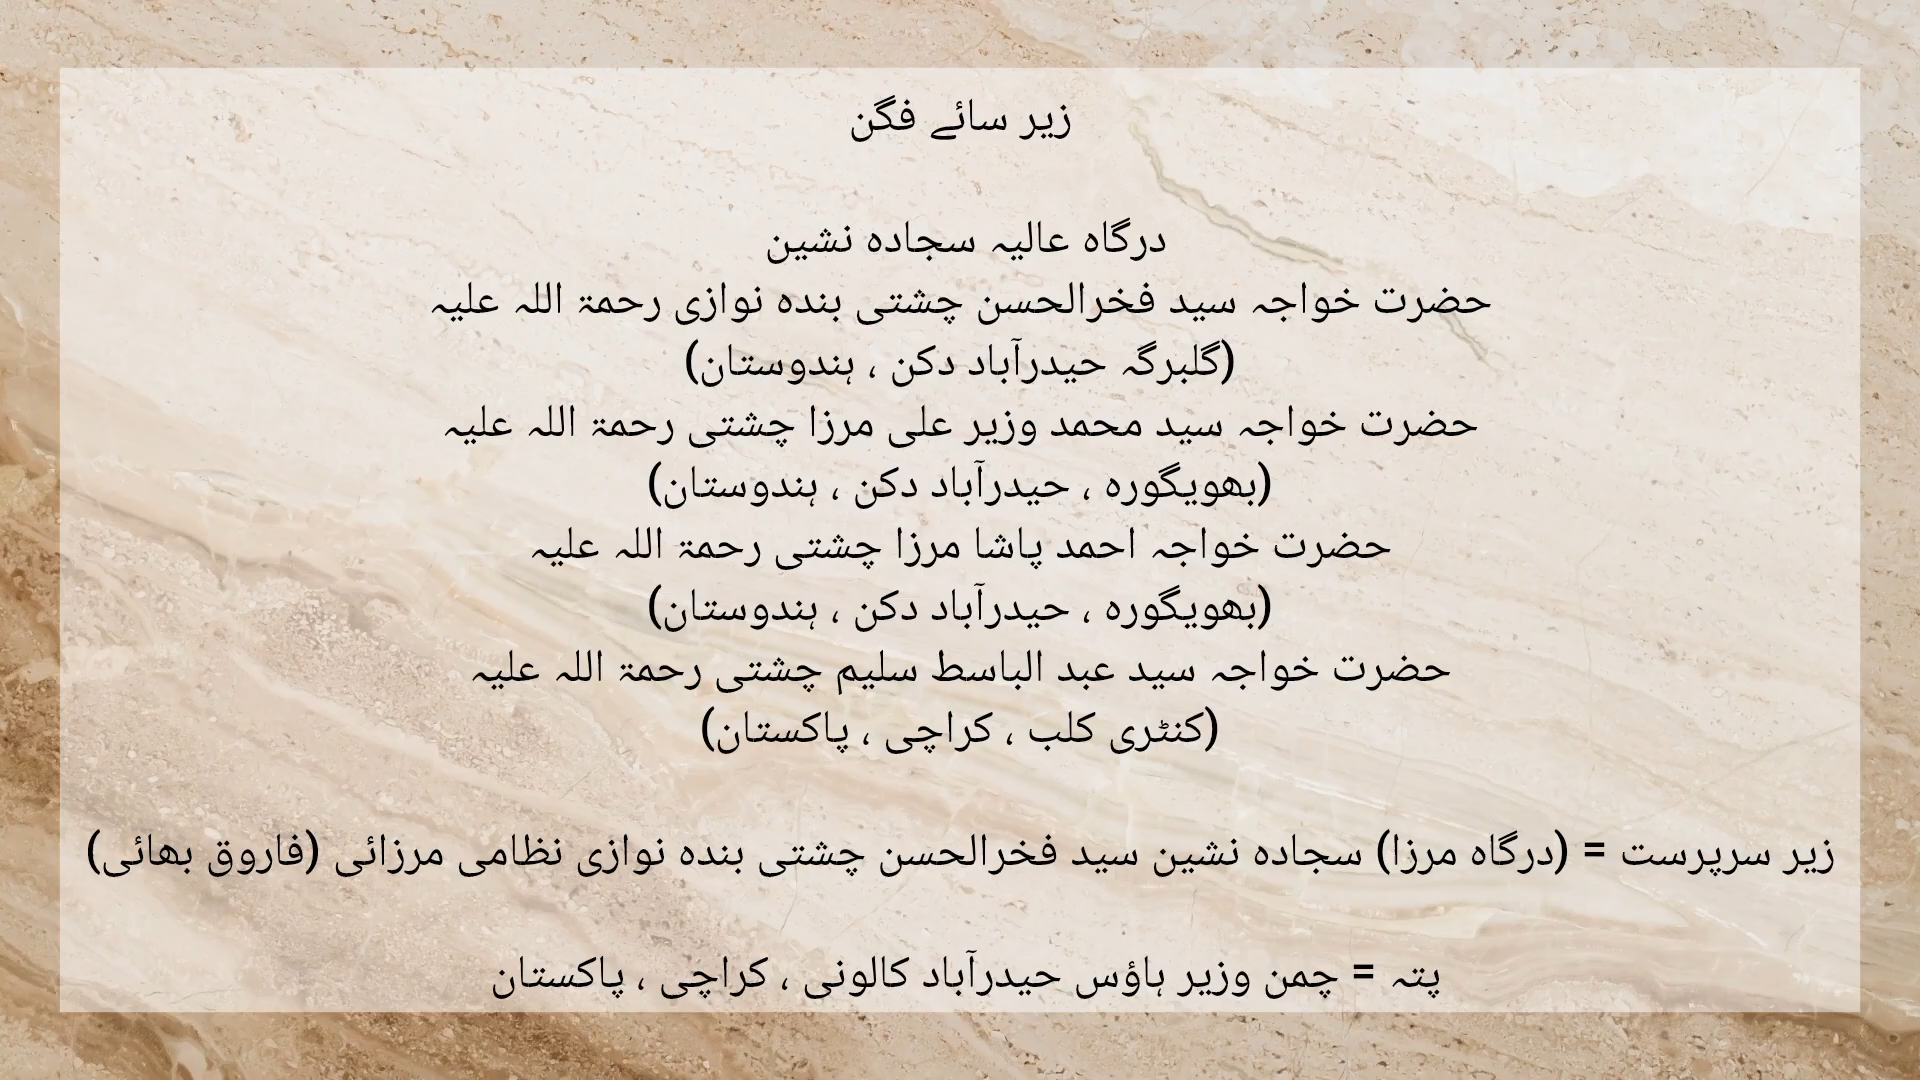 زیر سائے فگن
درگاہ عالیہ سجادہ نشین
حضرت خواجہ سید فخرالحسن چشتی بندہ نوازی رحمۃ اللہ علیہ
(گلبرگہ حیدرآباد دکن ، ہندوستان)
حضرت خواجہ سید محمد وزیر علی مرزا چشتی رحمۃ اللہ علیہ
(بھویگورہ ، حیدرآباد دکن ، ہندوستان)
حضرت خواجہ احمد پاشا مرزا چشتی رحمۃ اللہ علیہ
(بھویگورہ ، حیدرآباد دکن ، ہندوستان)
حضرت خواجہ سید عبد الباسط سلیم چشتی رحمۃ اللہ علیہ
(کنٹری کلب ، کراچی ، پاکستان)
زیر سرپرست = (درگاہ مرزا) سجادہ نشین سید فخرالحسن چشتی بندہ نوازی نظامی مرزائی (فاروق بھائی)
پتہ = چمن وزیر ہاؤس حیدرآباد کالونی ، کراچی ، پاکستان